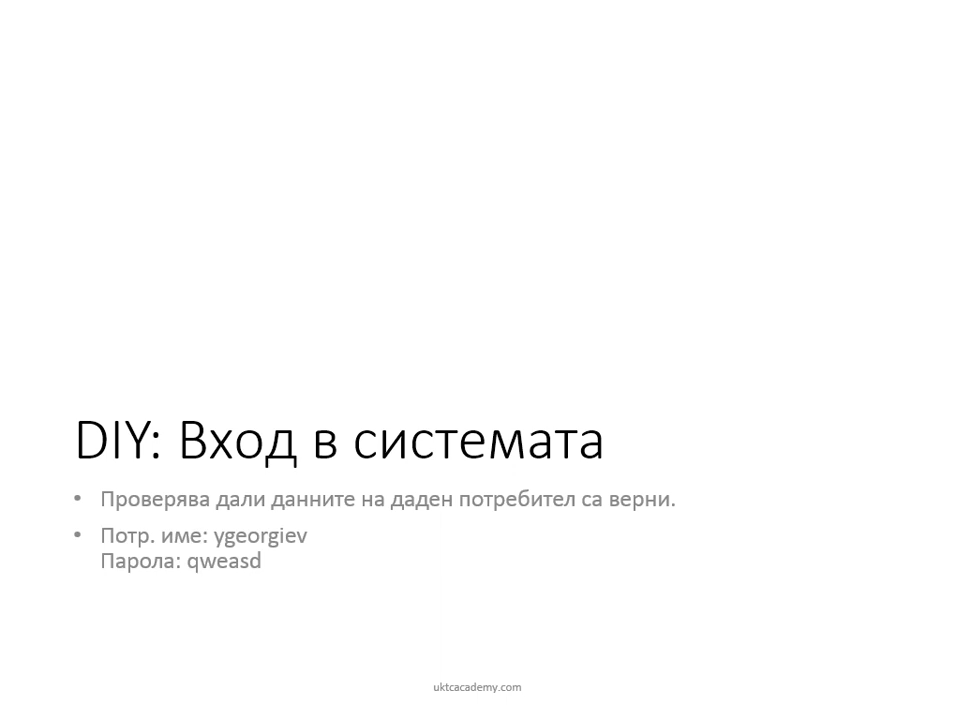 DIY: Вход в системата
• Проверява дали данните на даден потребител са верни.
• Потр. име: ygeorgiev
Парола: qweasd
uktcacademy.com